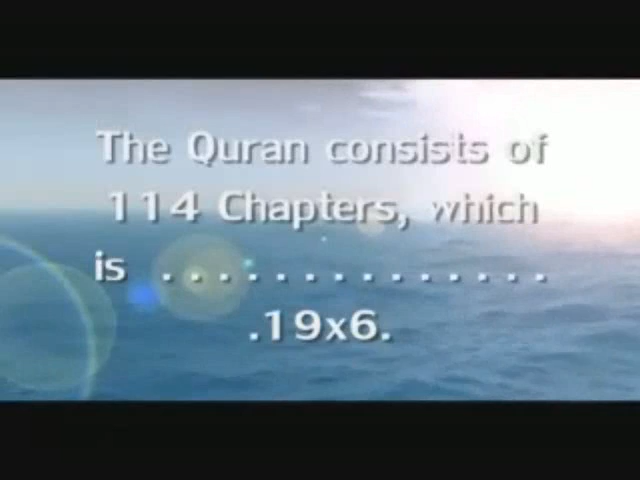 The Quran consists of
114 Chapters, which
is . . . . . . . . . . . . . .
.19x6.